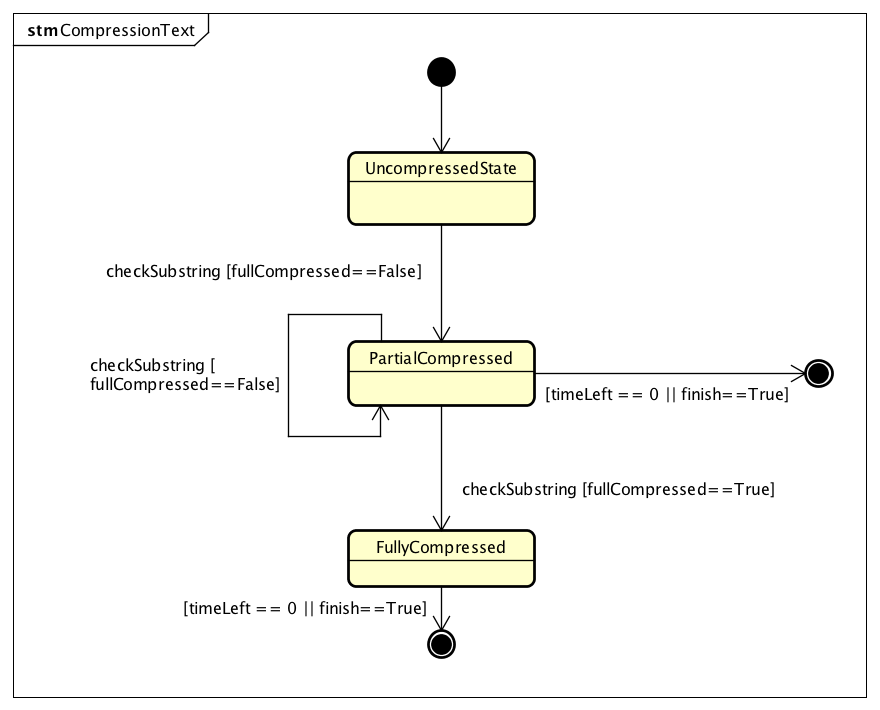 stm CompressionText
UncompressedState
checkSubstring [fullCompressed==False]
checkSubstring [
fullCompressed==False]
PartialCompressed
[timeLeft == 0 || finish==True]
checkSubstring [fullCompressed==True]
FullyCompressed
[timeLeft == 0 || finish==True]